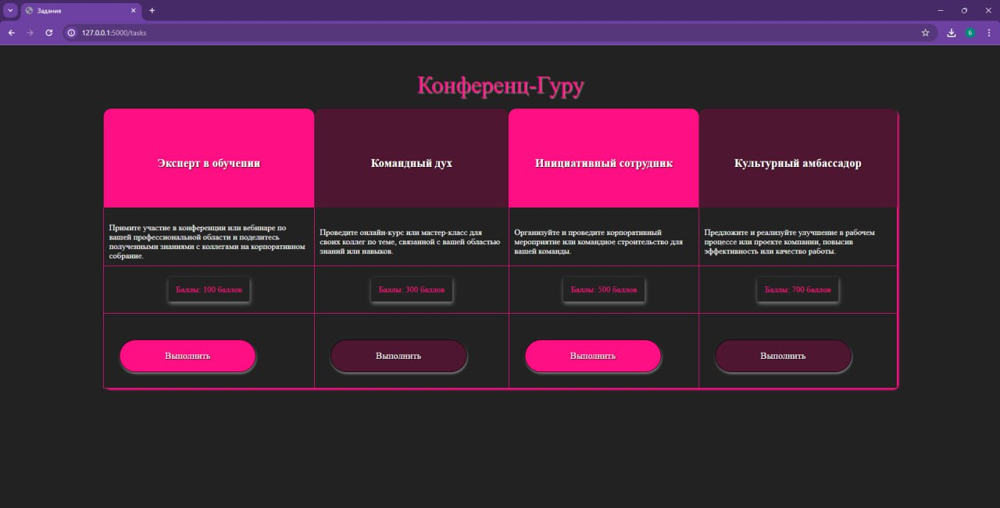 Задания
127.0.0.1:5000/tasks
Б
Конференц-Гуру
Эксперт в обучении
Командный дух
Инициативный сотрудник
Культурный амбассадор
Примите участие в конференции или вебинаре по
вашей профессиональной области и поделитесь
полученными знаниями с коллегами на корпоративном
собрание.
Проведите онлайн-курс или мастер-класс для
своих коллег по теме, связанной с вашей областью
знаний или навыков.
Организуйте и проведите корпоративный
мероприятие или командное строительство для
вашей команды.
Предложите и реализуйте улучшение в рабочем
процессе или проекте компании, повысив
эффективность или качество работы.
Баллы: 100 баллов
Баллы: 300 баллов
Баллы: 500 баллов
Баллы: 700 баллов
Выполнить
Выполнить
Выполнить
Выполнить